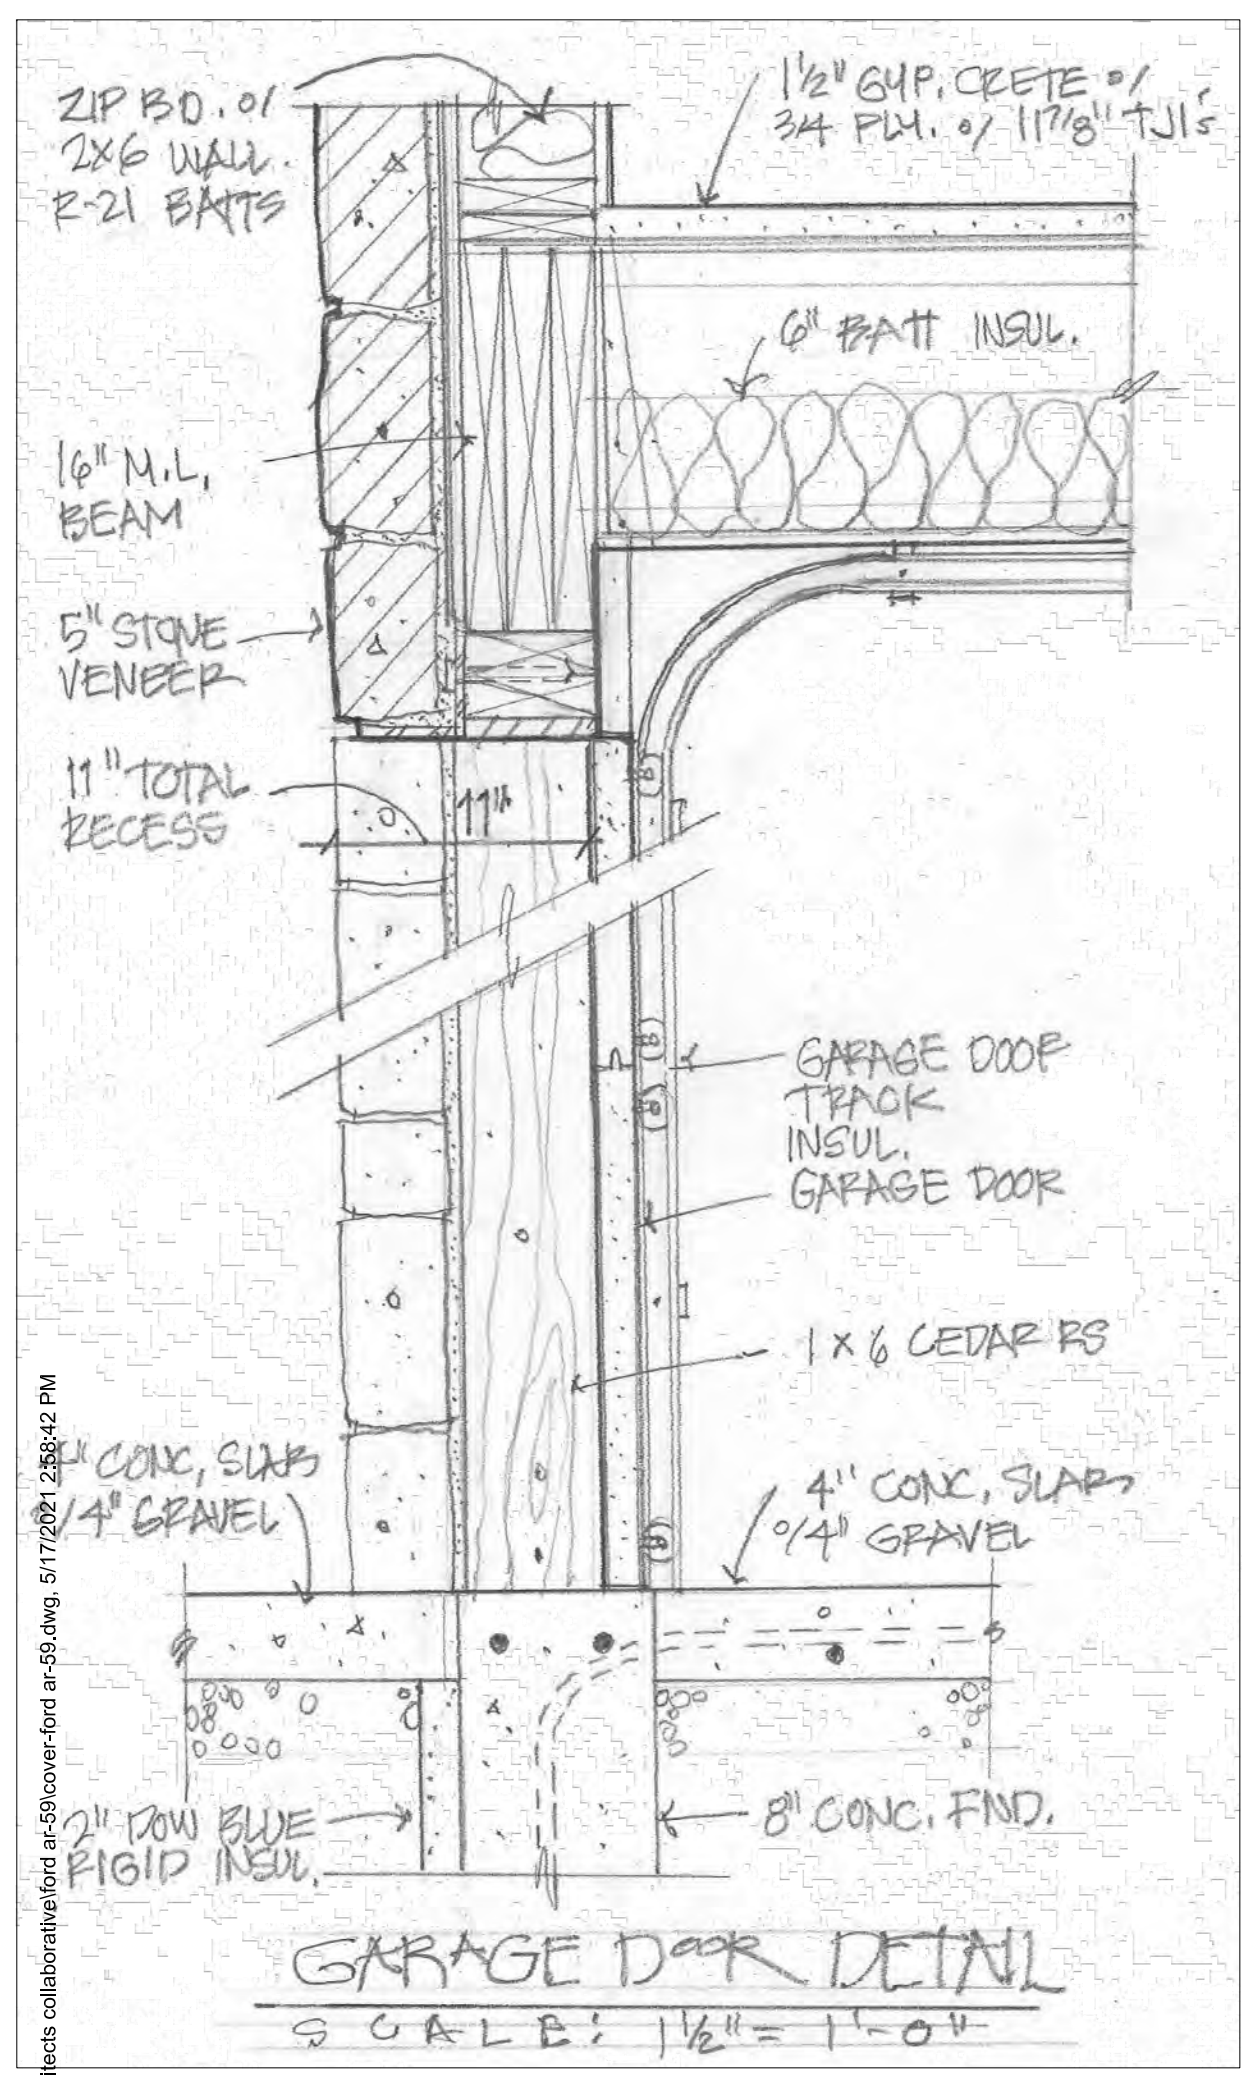 ZIP BD. O/
2X6 WALL.
R-21 BATTS
1½" GYP. CRETE O/
3/4 PLY. O/ 11 7/8" TJI's
6" BATT INSUL.
16" M.L.
BEAM
5" STONE
VENEER
11" TOTAL
RECESS
11"
GARAGE DOOR
TRACK
INSUL.
GARAGE DOOR
1 X 6 CEDAR RS
4" CONC, SLAB
O/4" GRAVEL
4" CONC, SLAB
O/4" GRAVEL
2" DOW BLUE
RIGID INSUL.
8" CONC. FND.
GARAGE DOOR DETAIL
SCALE: 1½" = 1'-0"
itects collaborative\ford ar-59\cover-ford ar-59.dwg, 5/17/2021 2:58:42 PM